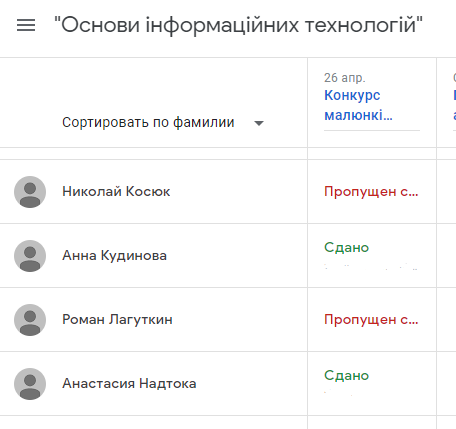 "Основи інформаційних технологій"
26 апр.
Конкурс
малюнкі...
Сортировать по фамилии
Николай Косюк
Пропущен с...
Анна Кудинова
Сдано
Роман Лагуткин
Пропущен с...
Анастасия Надтока
Сдано